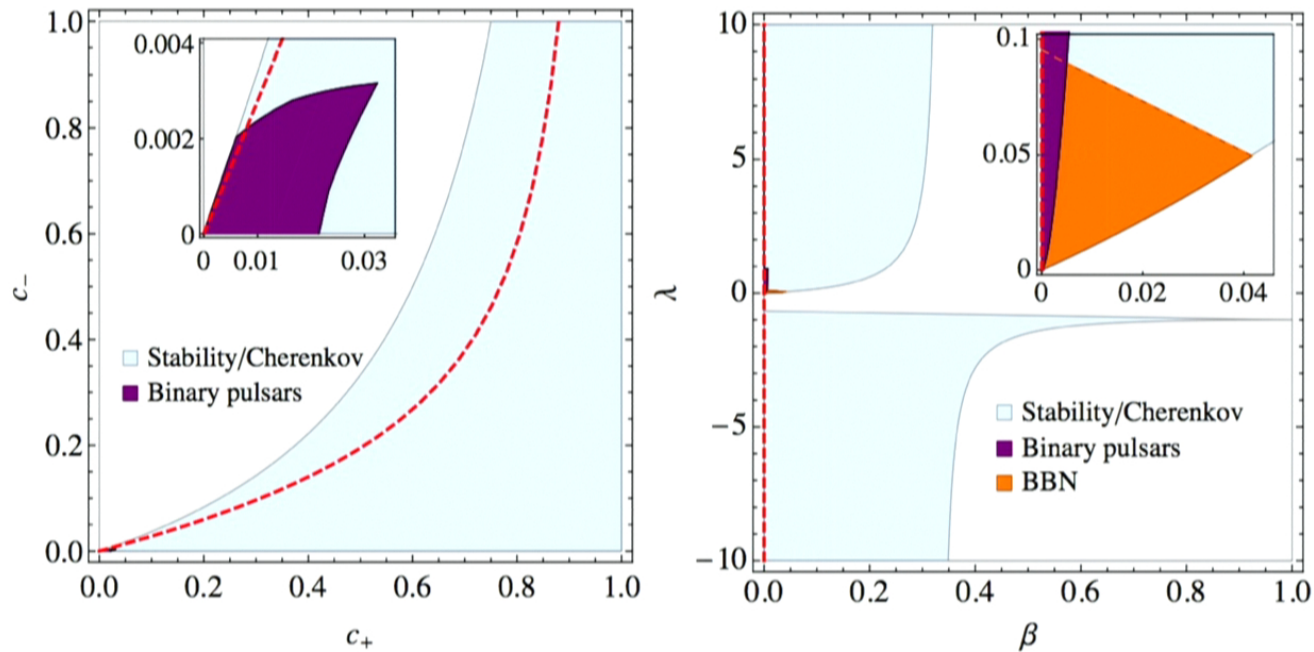 1.0
0.8
0.6
0.4
0.2
0.0
c₋
0.004
0.002
0
0 0.01 0.03
Stability/Cherenkov
Binary pulsars
0.0 0.2 0.4 0.6 0.8 1.0
c₊
10
5
0
−5
−10
λ
0.1
0.05
0
0 0.02 0.04
Stability/Cherenkov
Binary pulsars
BBN
0.0 0.2 0.4 0.6 0.8 1.0
β